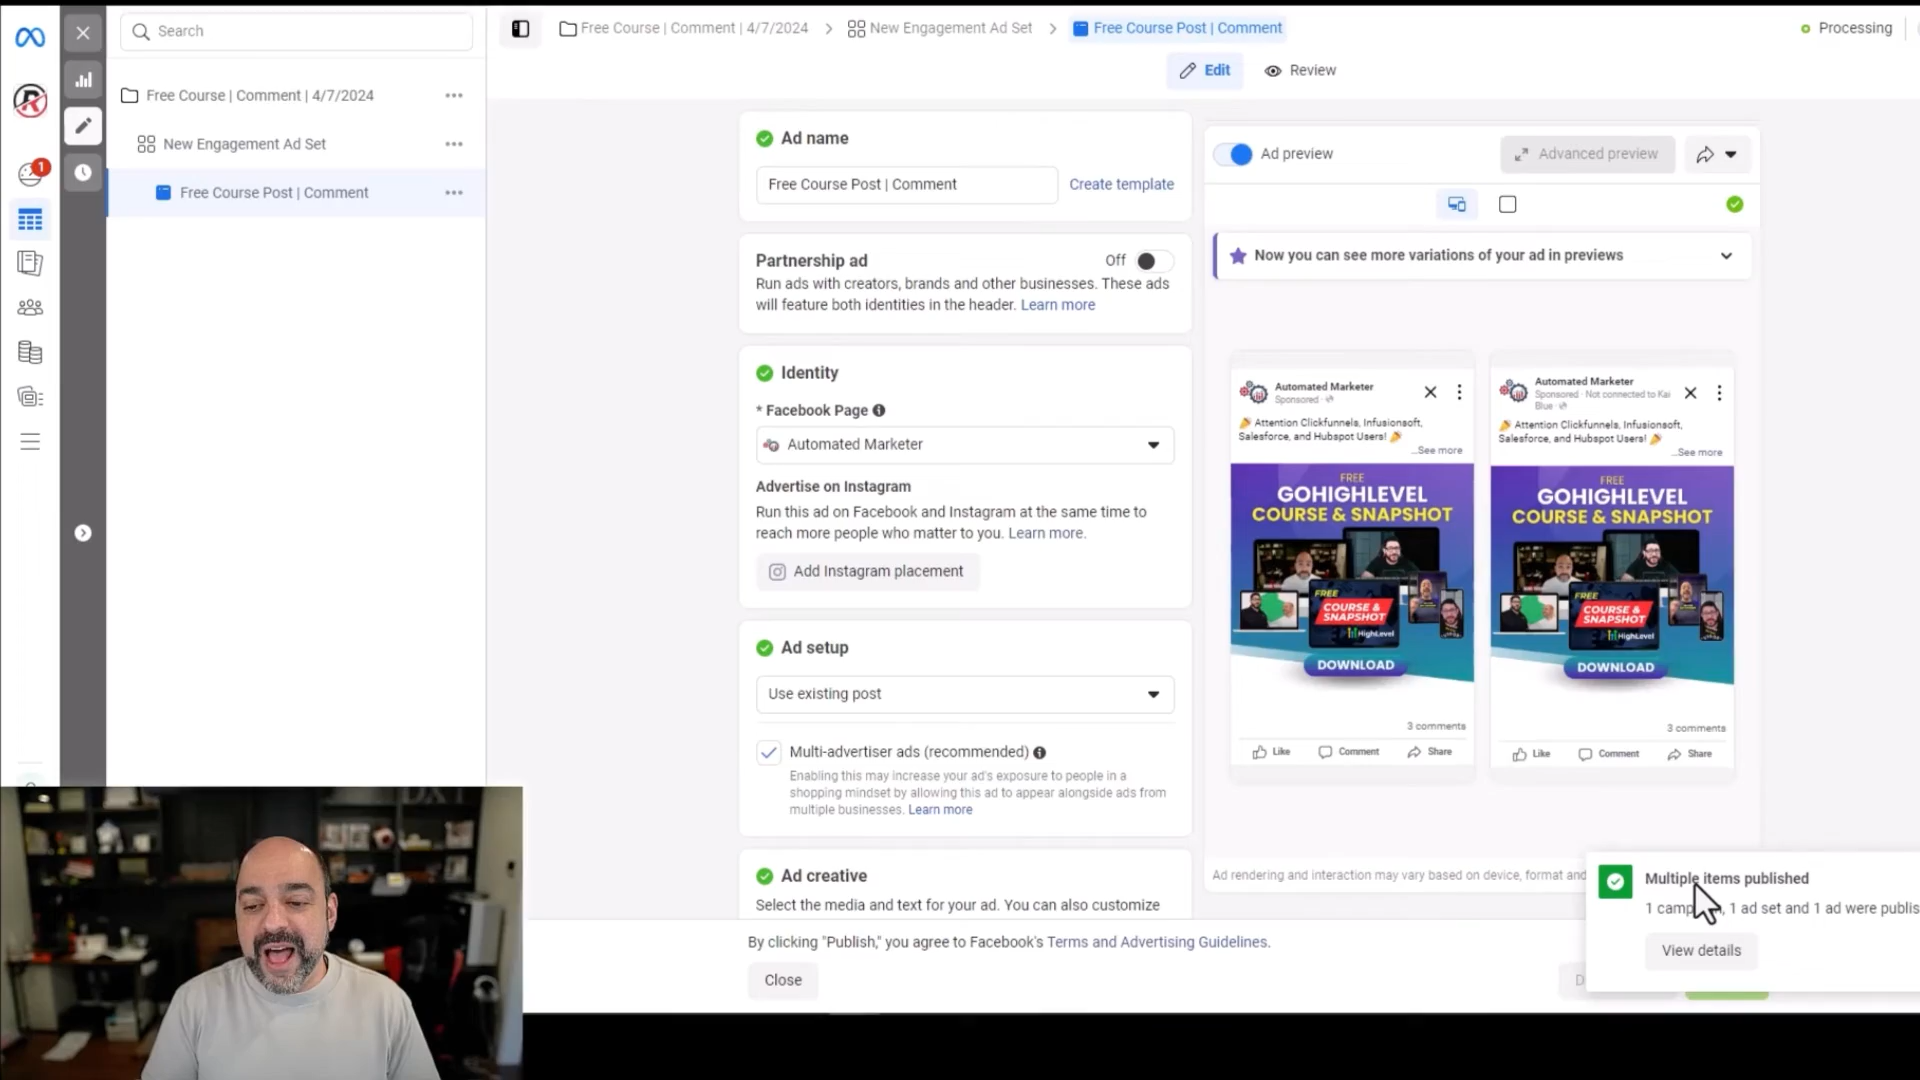 Search
Free Course | Comment | 4/7/2024
New Engagement Ad Set
Free Course Post | Comment
Processing
Edit
Review
1
Free Course | Comment | 4/7/2024
New Engagement Ad Set
Free Course Post | Comment
Ad name
Free Course Post | Comment
Create template
Partnership ad
Off
Run ads with creators, brands and other businesses. These ads
will feature both identities in the header. Learn more
Identity
* Facebook Page
Automated Marketer
Advertise on Instagram
Run this ad on Facebook and Instagram at the same time to
reach more people who matter to you. Learn more.
Add Instagram placement
Ad setup
Use existing post
Multi-advertiser ads (recommended)
Enabling this may increase your ad's exposure to people in a
shopping mindset by allowing this ad to appear alongside ads from
multiple businesses. Learn more
Ad creative
Select the media and text for your ad. You can also customize
By clicking "Publish," you agree to Facebook's Terms and Advertising Guidelines.
Close
Ad preview
Advanced preview
Now you can see more variations of your ad in previews
Automated Marketer
Sponsored
Attention Clickfunnels, Infusionsoft,
Salesforce, and Hubspot Users!
...See more
FREE
GOHIGHLEVEL
COURSE & SNAPSHOT
FREE
COURSE &
SNAPSHOT
HighLevel
DOWNLOAD
3 comments
Like
Comment
Share
Automated Marketer
Sponsored · Not connected to Kai
Blue
Attention Clickfunnels, Infusionsoft,
Salesforce, and Hubspot Users!
...See more
FREE
GOHIGHLEVEL
COURSE & SNAPSHOT
FREE
COURSE &
SNAPSHOT
HighLevel
DOWNLOAD
3 comments
Like
Comment
Share
Ad rendering and interaction may vary based on device, format and
Multiple items published
1 camp , 1 ad set and 1 ad were publis
View details
D